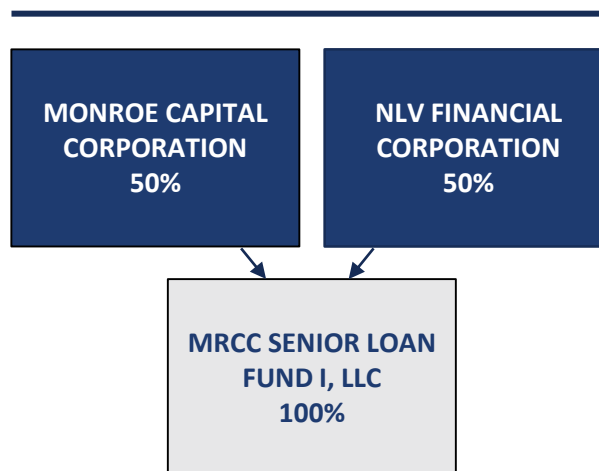 MONROE CAPITAL
CORPORATION
50%
NLV FINANCIAL
CORPORATION
50%
MRCC SENIOR LOAN
FUND I, LLC
100%